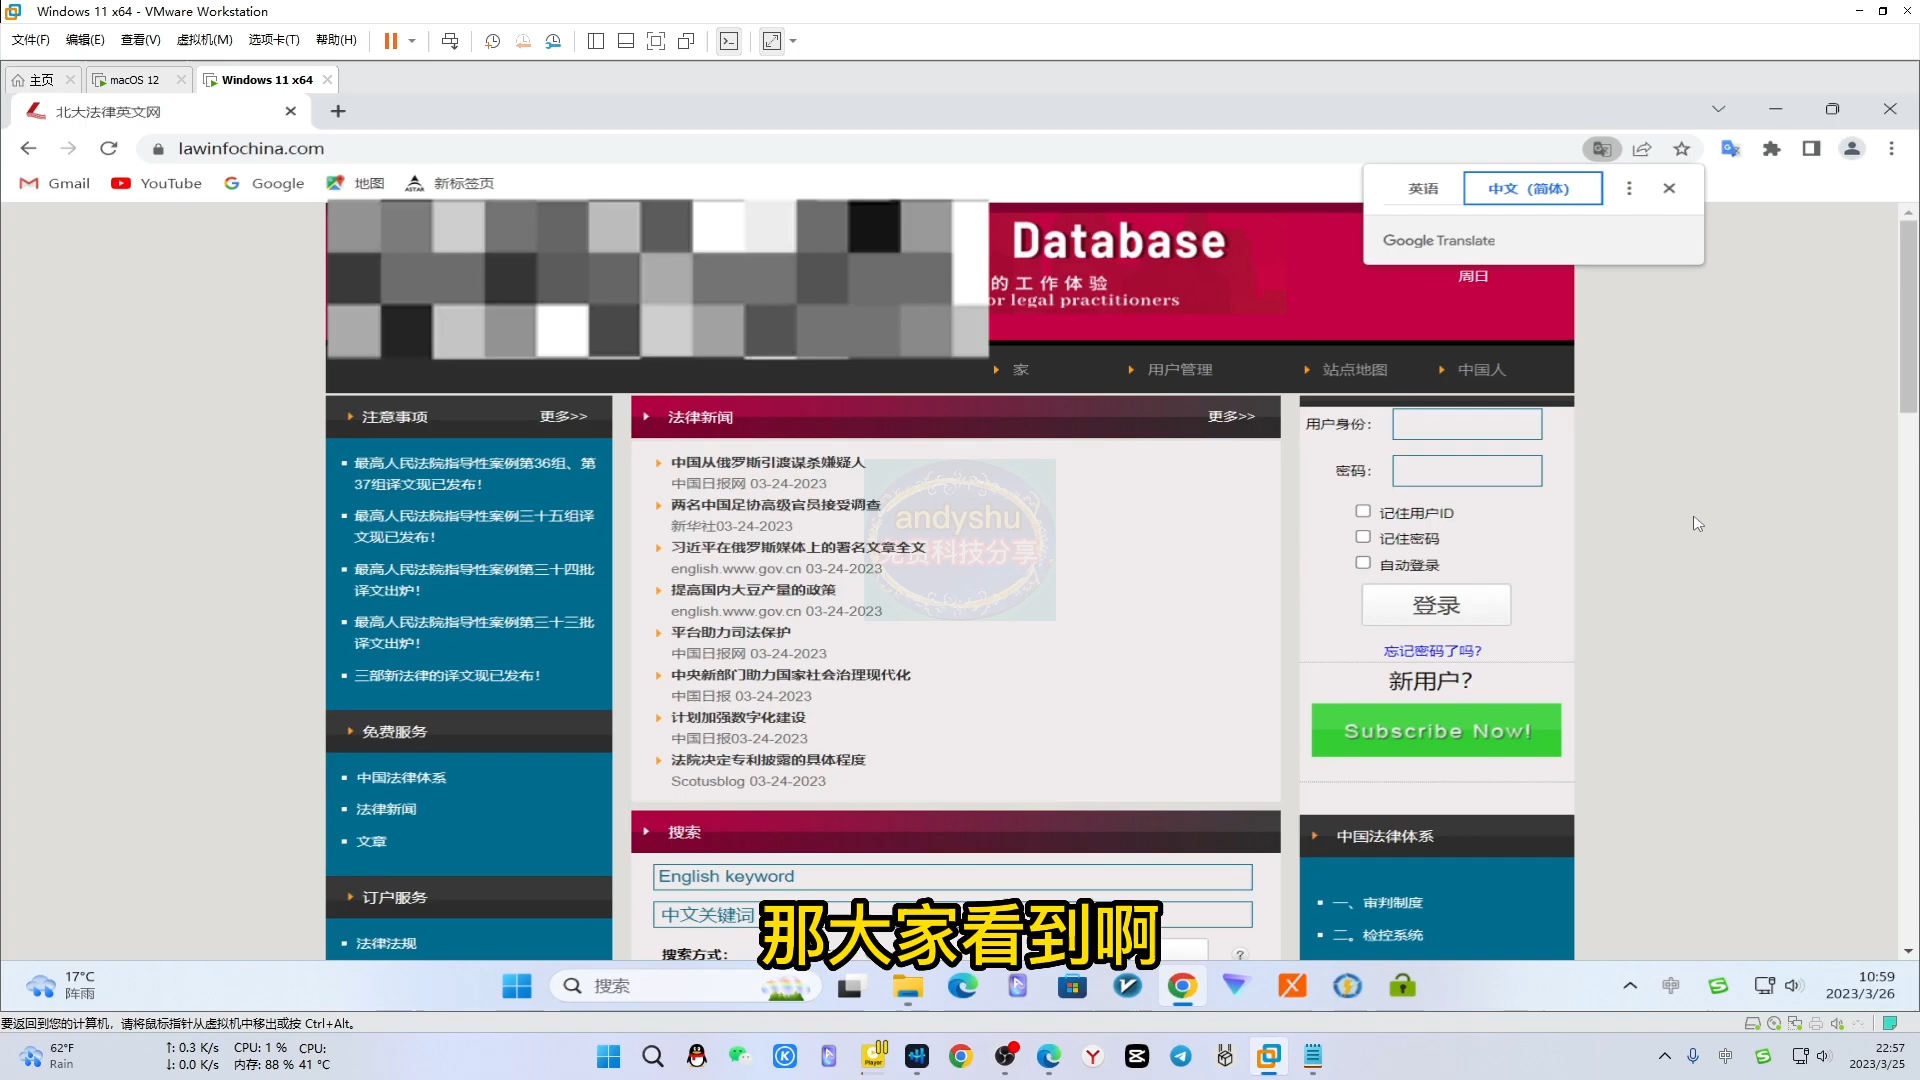 Windows 11 x64 - VMware Workstation
文件(F) 编辑(E) 查看(V) 虚拟机(M) 选项卡(T) 帮助(H)
主页 macOS 12 Windows 11 x64
北大法律英文网
lawinfochina.com
Gmail YouTube Google 地图 ASTAR 新标签页
英语 中文（简体）
Google Translate
Database
周日
的工作体验
or legal practitioners
家 用户管理 站点地图 中国人
注意事项 更多>>
最高人民法院指导性案例第36组、第
37组译文现已发布！
最高人民法院指导性案例三十五组译
文现已发布！
最高人民法院指导性案例第三十四批
译文出炉！
最高人民法院指导性案例第三十三批
译文出炉！
三部新法律的译文现已发布！
免费服务
中国法律体系
法律新闻
文章
订户服务
法律法规
法律新闻 更多>>
中国从俄罗斯引渡谋杀嫌疑人
中国日报网 03-24-2023
两名中国足协高级官员接受调查
新华社03-24-2023
习近平在俄罗斯媒体上的署名文章全文
english.www.gov.cn 03-24-2023
提高国内大豆产量的政策
english.www.gov.cn 03-24-2023
平台助力司法保护
中国日报网 03-24-2023
中央新部门助力国家社会治理现代化
中国日报 03-24-2023
计划加强数字化建设
中国日报03-24-2023
法院决定专利披露的具体程度
Scotusblog 03-24-2023
andyshu
免费科技分享
搜索
English keyword
中文关键词
搜索方式：
?
用户身份：
密码：
记住用户ID
记住密码
自动登录
登录
忘记密码了吗？
新用户？
Subscribe Now!
中国法律体系
一、审判制度
二。检控系统
那大家看到啊
17°C
阵雨
搜索
中
10:59
2023/3/26
要返回到您的计算机，请将鼠标指针从虚拟机中移出或按 Ctrl+Alt。
62°F
Rain
↑: 0.3 K/s CPU: 1 % CPU:
↓: 0.0 K/s 内存: 88 % 41 °C
Player
中
22:57
2023/3/25